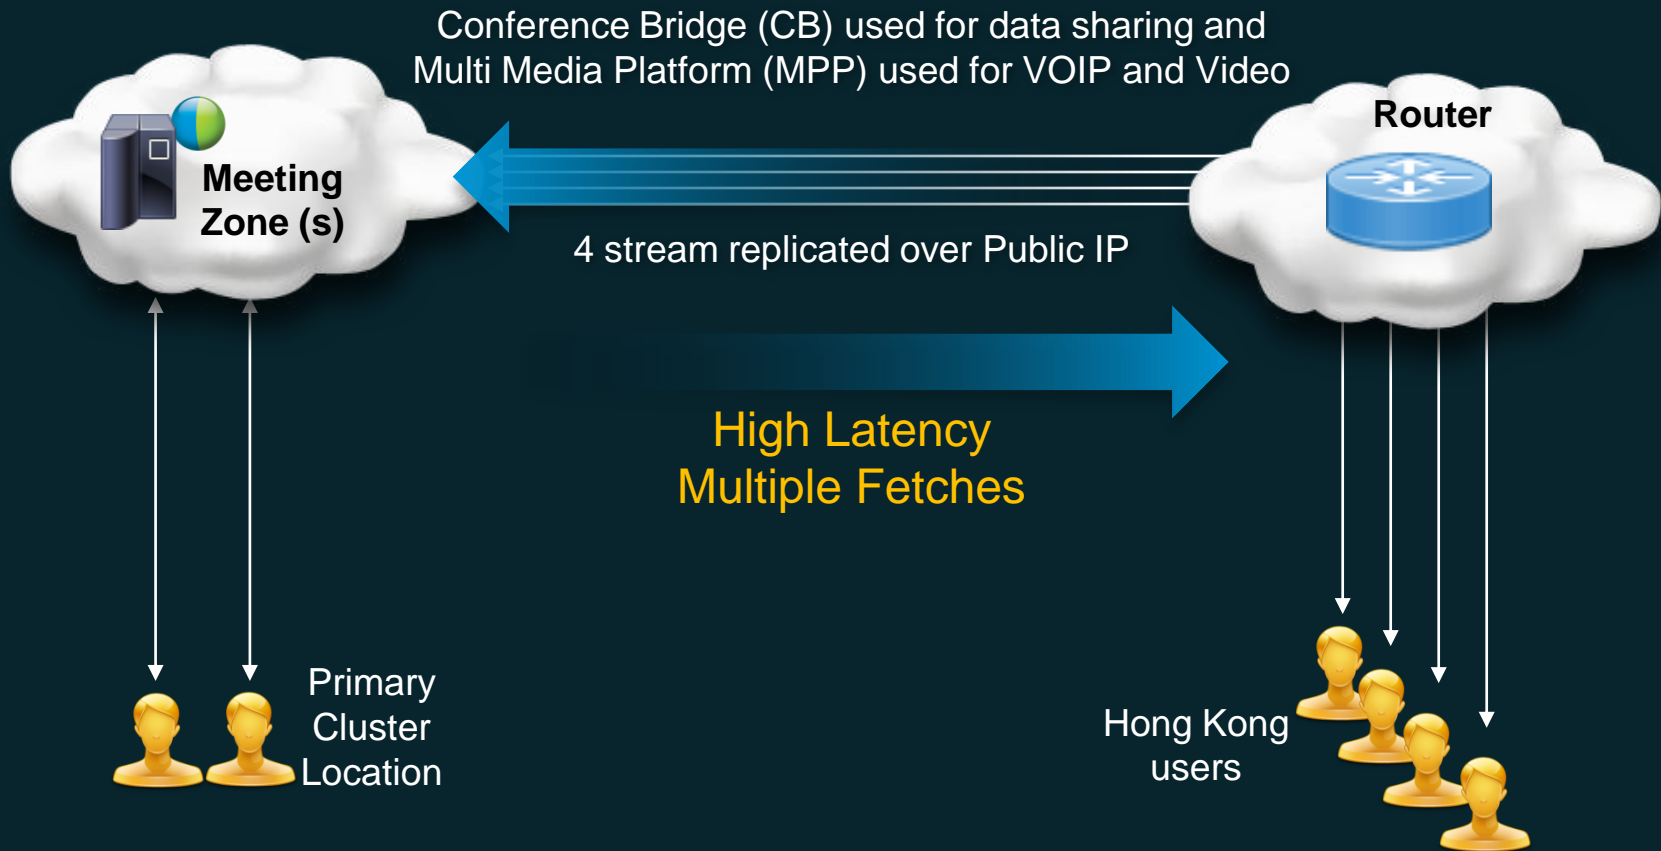 Conference Bridge (CB) used for data sharing and
Multi Media Platform (MPP) used for VOIP and Video
Meeting
Zone (s)
Router
4 stream replicated over Public IP
High Latency
Multiple Fetches
Primary
Cluster
Location
Hong Kong
users